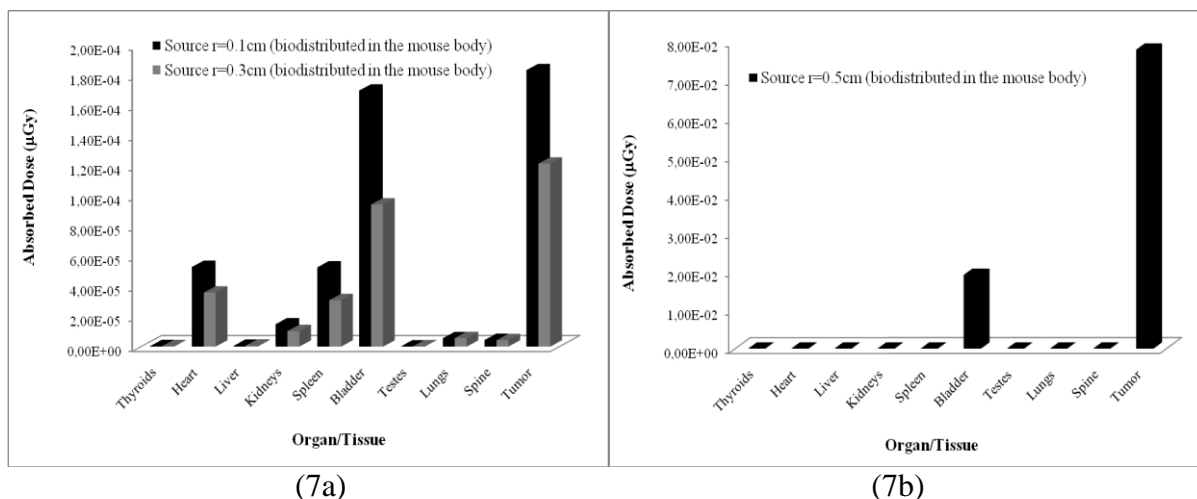 2,00E-04
1,80E-04
1,60E-04
1,40E-04
1,20E-04
1,00E-04
8,00E-05
6,00E-05
4,00E-05
2,00E-05
0,00E+00
Absorbed Dose (µGy)
Source r=0.1cm (biodistributed in the mouse body)
Source r=0.3cm (biodistributed in the mouse body)
Thyroids
Heart
Liver
Kidneys
Spleen
Bladder
Testes
Lungs
Spine
Tumor
Organ/Tissue
(7a)
8,00E-02
7,00E-02
6,00E-02
5,00E-02
4,00E-02
3,00E-02
2,00E-02
1,00E-02
0,00E+00
Absorbed Dose (µGy)
Source r=0.5cm (biodistributed in the mouse body)
Thyroids
Heart
Liver
Kidneys
Spleen
Bladder
Testes
Lungs
Spine
Tumor
Organ/Tissue
(7b)